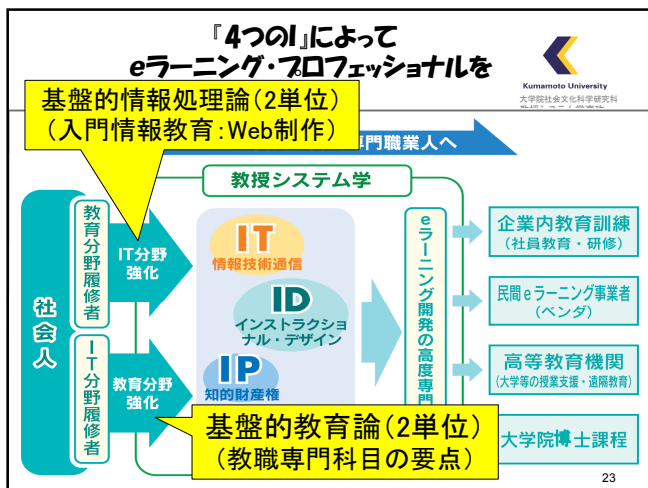 『4つのI』によって
eラーニング・プロフェッショナルを
Kumamoto University
大学院社会文化科学研究科
教授システム学専攻
基盤的情報処理論(2単位)
(入門情報教育:Web制作)
専門職業人へ
教授システム学
社会人
教育分野履修者
IT分野履修者
IT分野
強化
教育分野
強化
IT
情報技術通信
ID
インストラクショ
ナル・デザイン
IP
知的財産権
eラーニング開発の高度専門
企業内教育訓練
(社員教育・研修)
民間eラーニング事業者
(ベンダ)
高等教育機関
(大学等の授業支援・遠隔教育)
大学院博士課程
基盤的教育論(2単位)
(教職専門科目の要点)
23